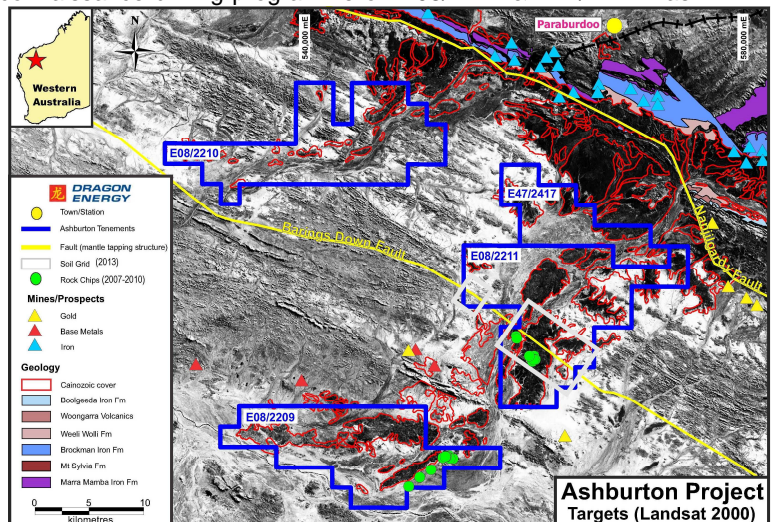 Paraburdoo
N
540,000 mE
580,000 mE
Western
Australia
E08/2210
E47/2417
Nanjilgardy Fault
Barings Down Fault
E08/2211
E08/2209
龙 DRAGON
ENERGY
Town/Station
Ashburton Tenements
Fault (mantle tapping structure)
Soil Grid (2013)
Rock Chips (2007-2010)
Mines/Prospects
Gold
Base Metals
Iron
Geology
Cainozoic cover
Boolgeeda Iron Fm
Woongarra Volcanics
Weeli Wolli Fm
Brockman Iron Fm
Mt Sylvia Fm
Marra Mamba Iron Fm
0 5 10
kilometres
Ashburton Project
Targets (Landsat 2000)